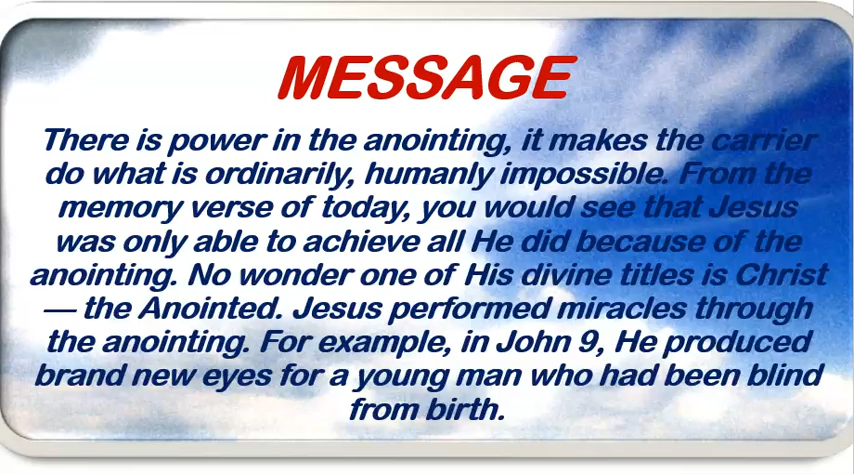 MESSAGE
There is power in the anointing, it makes the carrier
do what is ordinarily, humanly impossible. From the
memory verse of today, you would see that Jesus
was only able to achieve all He did because of the
anointing. No wonder one of His divine titles is Christ
— the Anointed. Jesus performed miracles through
the anointing. For example, in John 9, He produced
brand new eyes for a young man who had been blind
from birth.